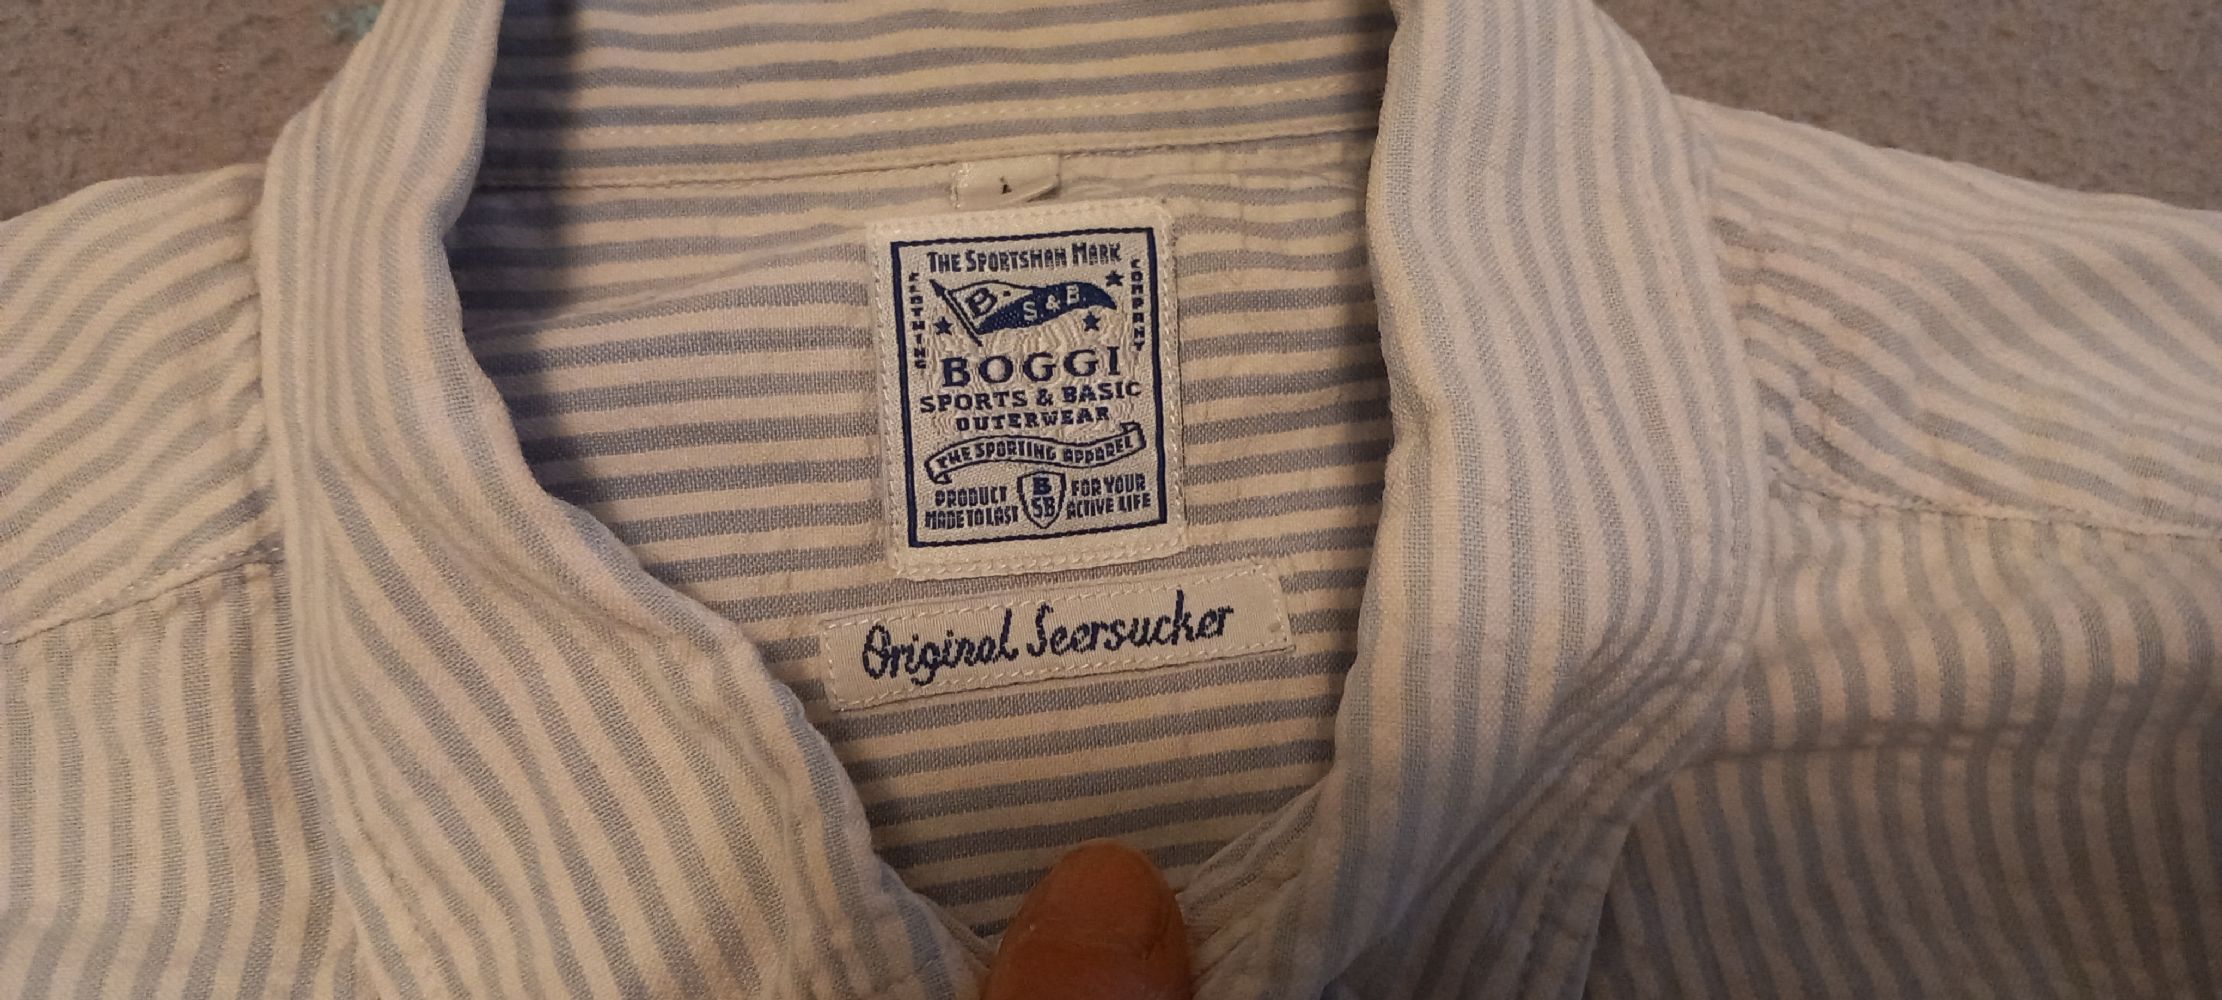 THE SPORTSMAN MARK
CLOTHING
COMPANY
B.
S.&B.
BOGGI
SPORTS & BASIC
OUTERWEAR
THE SPORTING APPAREL
PRODUCT
MADE TO LAST
B
SB
FOR YOUR
ACTIVE LIFE
Original Seersucker